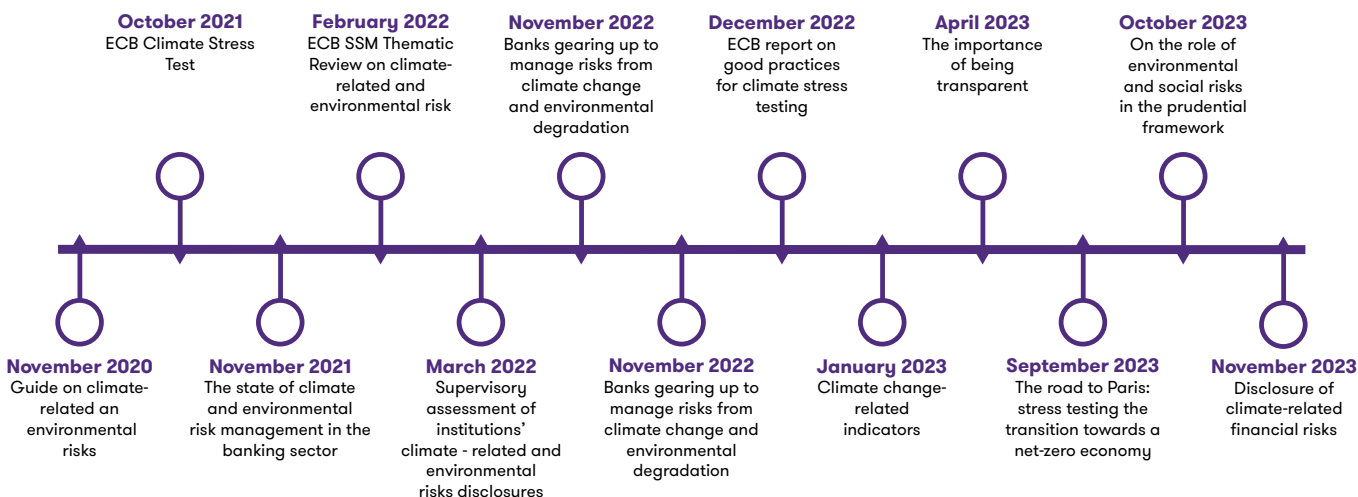 October 2021
ECB Climate Stress
Test
February 2022
ECB SSM Thematic
Review on climate-
related and
environmental risk
November 2022
Banks gearing up to
manage risks from
climate change
and environmental
degradation
December 2022
ECB report on
good practices
for climate stress
testing
April 2023
The importance
of being
transparent
October 2023
On the role of
environmental
and social risks
in the prudential
framework
November 2020
Guide on climate-
related an
environmental
risks
November 2021
The state of climate
and environmental
risk management in the
banking sector
March 2022
Supervisory
assessment of
institutions’
climate - related and
environmental
risks disclosures
November 2022
Banks gearing up to
manage risks from
climate change and
environmental
degradation
January 2023
Climate change-
related
indicators
September 2023
The road to Paris:
stress testing the
transition towards a
net-zero economy
November 2023
Disclosure of
climate-related
financial risks